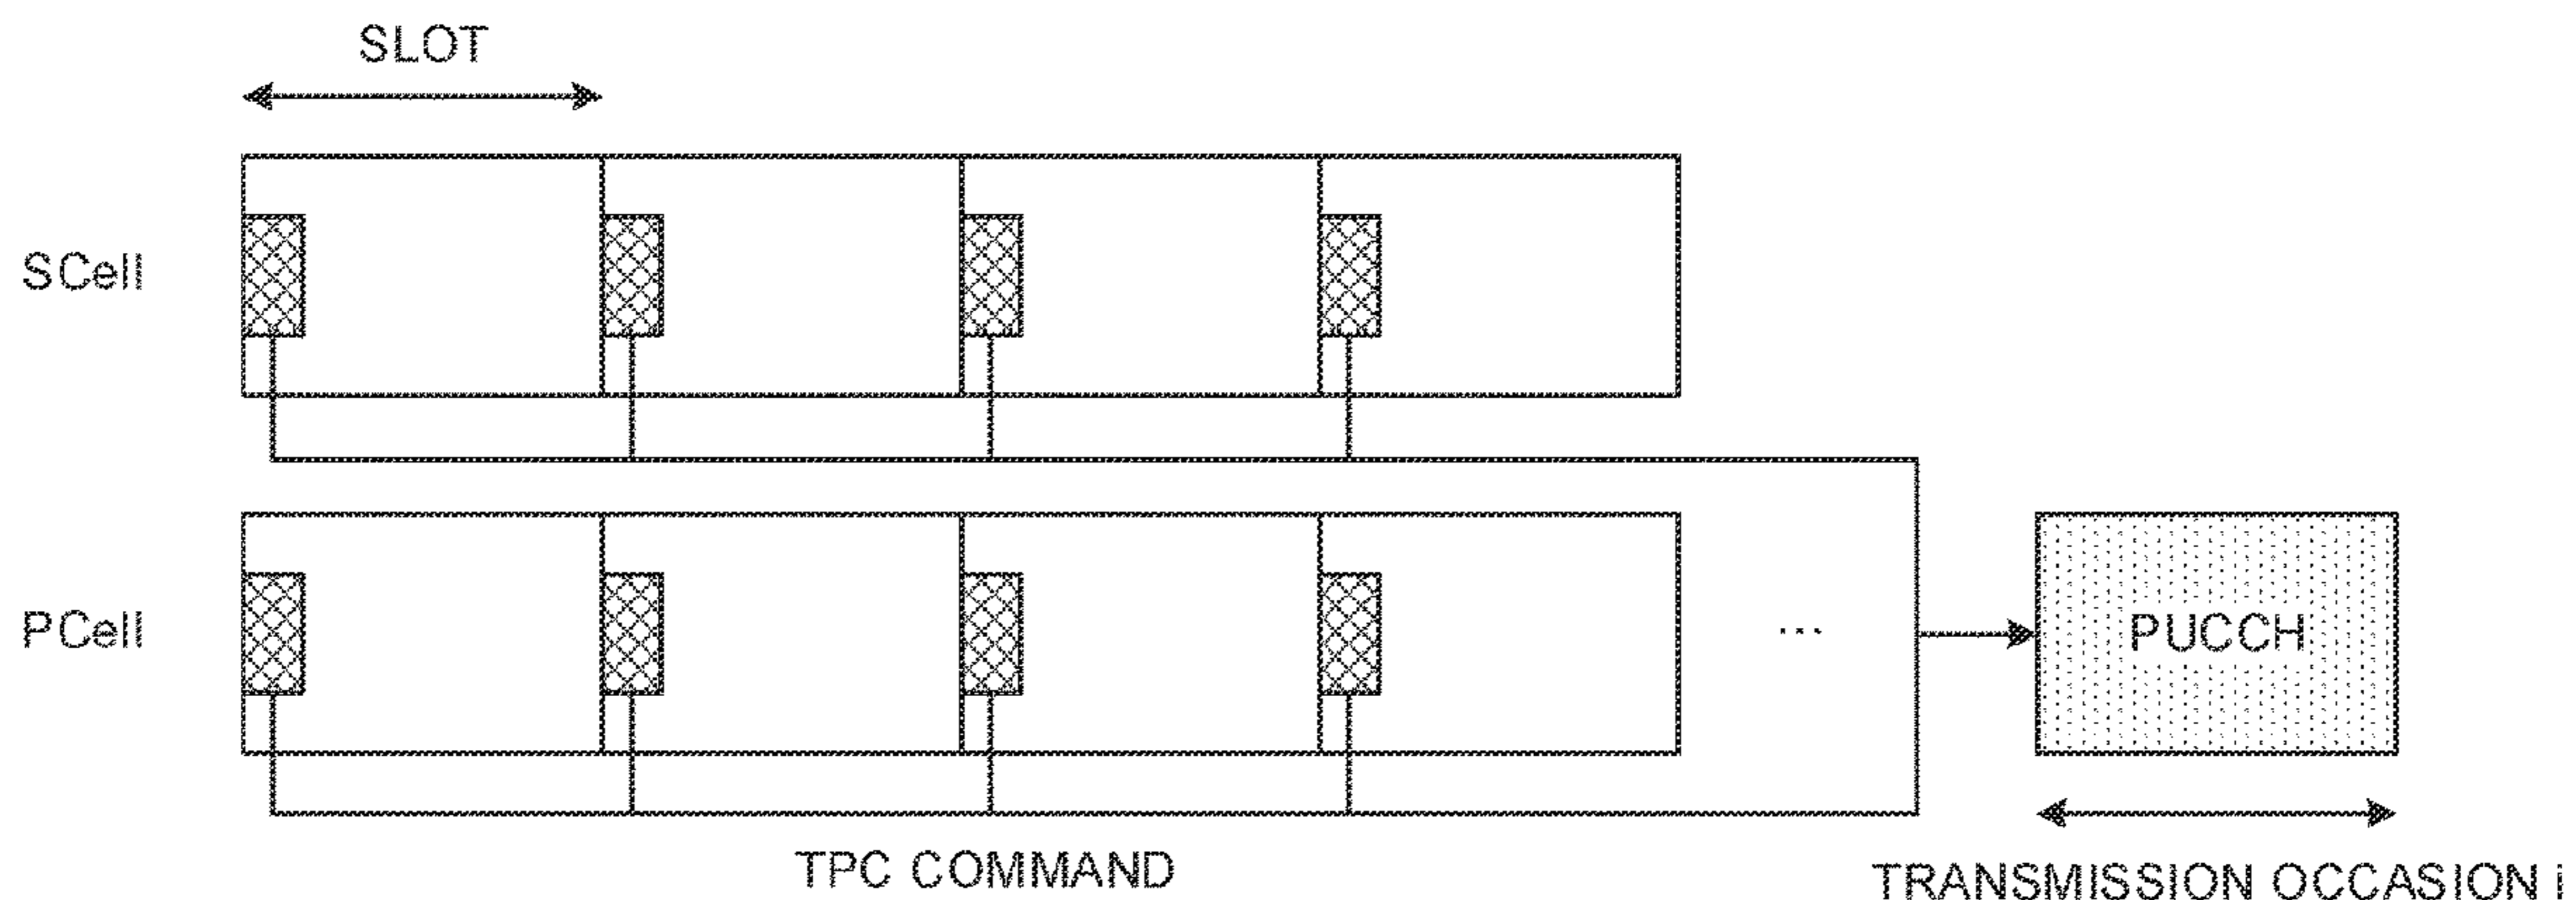 SLOT
SCell
PCell
...
PUCCH
TPC COMMAND
TRANSMISSION OCCASION i